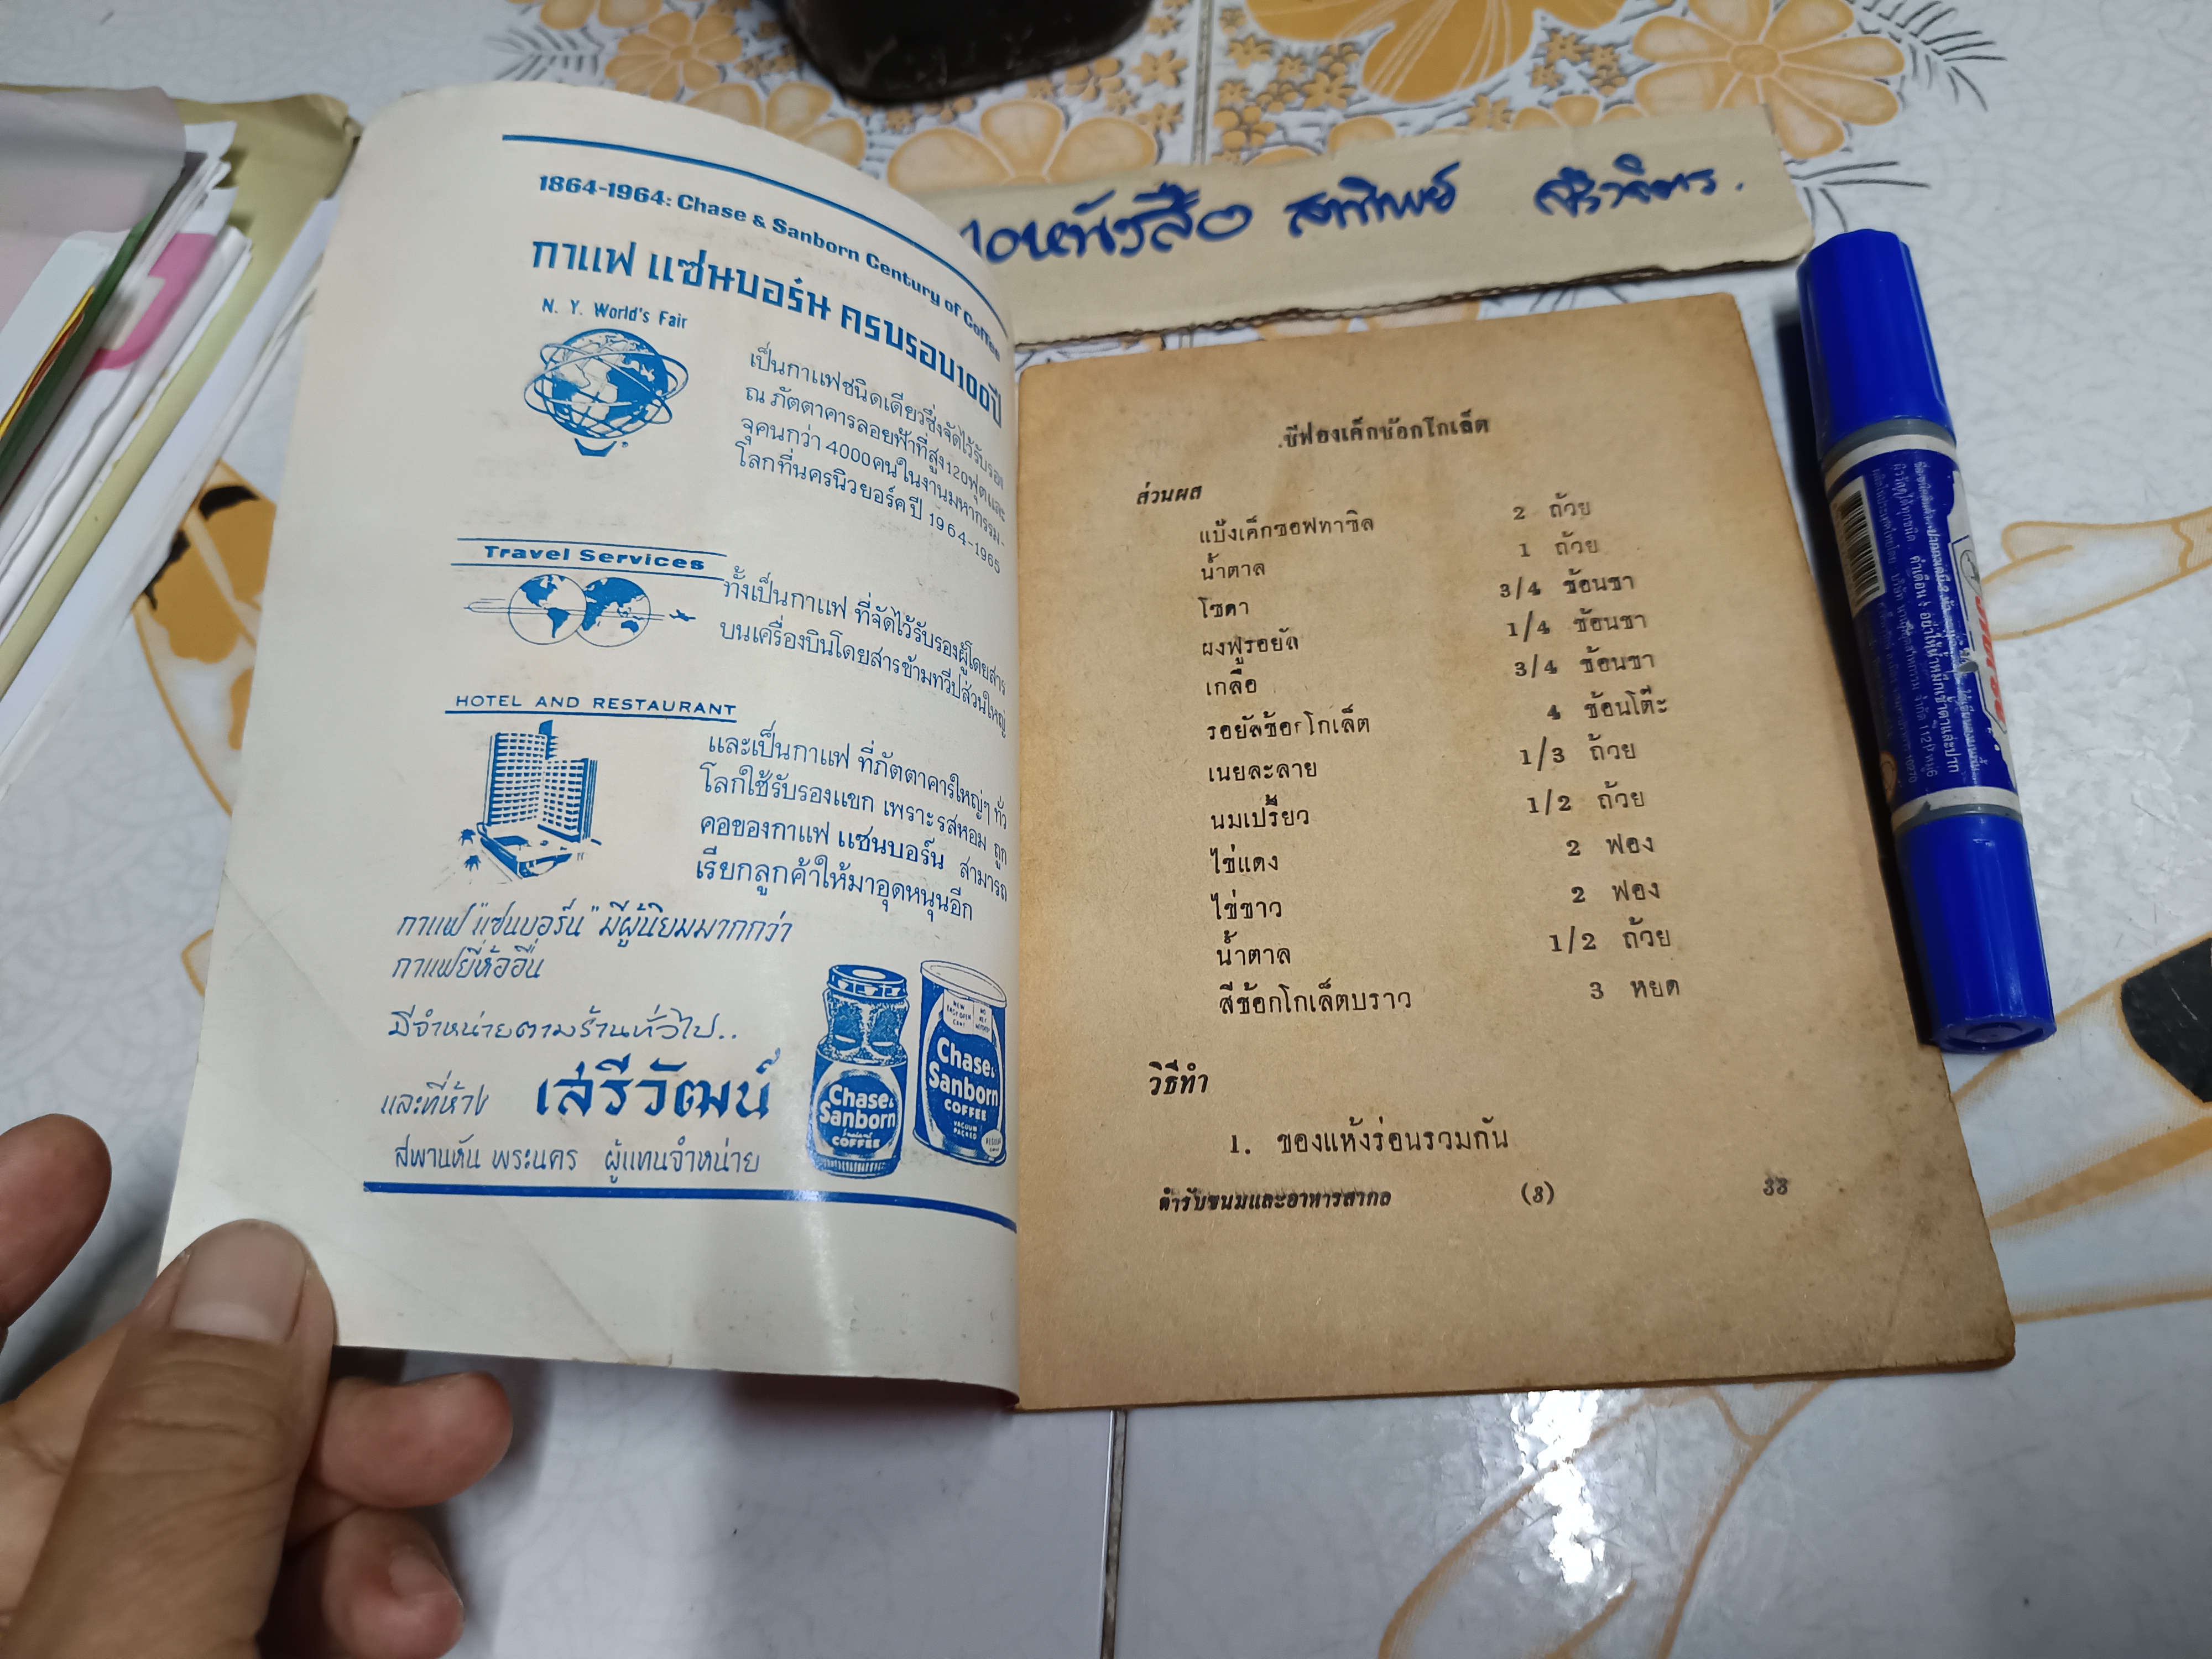 1864-1964: Chase & Sanborn Century of Coffee
กาแฟ แซ่นบอร์น ครบรอบ100ปี
N. Y. World's Fair
เป็นกาแฟชนิดเดียวซึ่งจัดไว้รับรอง
ณ ภัตตาคารลอยฟ้าที่สูง120ฟุตและ
จุคนกว่า 4000คนในงานมหากรรม-
โลกที่นครนิวยอร์คปี 1964-1965
Travel Services
ทั้งเป็นกาแฟ ที่จัดไว้รับรองผู้โดยสาร
บนเครื่องบินโดยสารข้ามทวีปส่วนใหญ่
HOTEL AND RESTAURANT
และเป็นกาแฟ ที่ภัตตาคารใหญ่ๆ ทั่ว
โลกใช้รับรองแขก เพราะรสหอม ถูก
คอของกาแฟ แซนบอร์น สามารถ
เรียกลูกค้าให้มาอุดหนุนอีก
กาแฟ "แซ่นบอร์น" มีผู้นิยมมากกว่า
กาแฟยี่ห้ออื่น
มีจำหน่ายตามร้านทั่วไป..
และที่ห้าง เสรีวัฒน์
สพานหัน พระนคร ผู้แทนจำหน่าย
Chase & Sanborn
COFFEE
Chase & Sanborn
COFFEE
VACUUM PACKED
หนังสือ สาทิพย์ ศรีวจิตร.
ชีฟองเค็กช้อกโกเล็ต
ส่วนผส
แป้งเค็กซอฟทาซิล 2 ถ้วย
น้ำตาล 1 ถ้วย
โซดา 3/4 ช้อนชา
ผงฟูรอยัล 1/4 ช้อนชา
เกลือ 3/4 ช้อนชา
รอยัลช้อกโกเล็ต 4 ช้อนโต๊ะ
เนยละลาย 1/3 ถ้วย
นมเปรี้ยว 1/2 ถ้วย
ไข่แดง 2 ฟอง
ไข่ขาว 2 ฟอง
น้ำตาล 1/2 ถ้วย
สีช้อกโกเล็ตบราว 3 หยด
วิธีทำ
1. ของแห้งร่อนรวมกัน
ตำรับขนมและอาหารสากล (3) 33